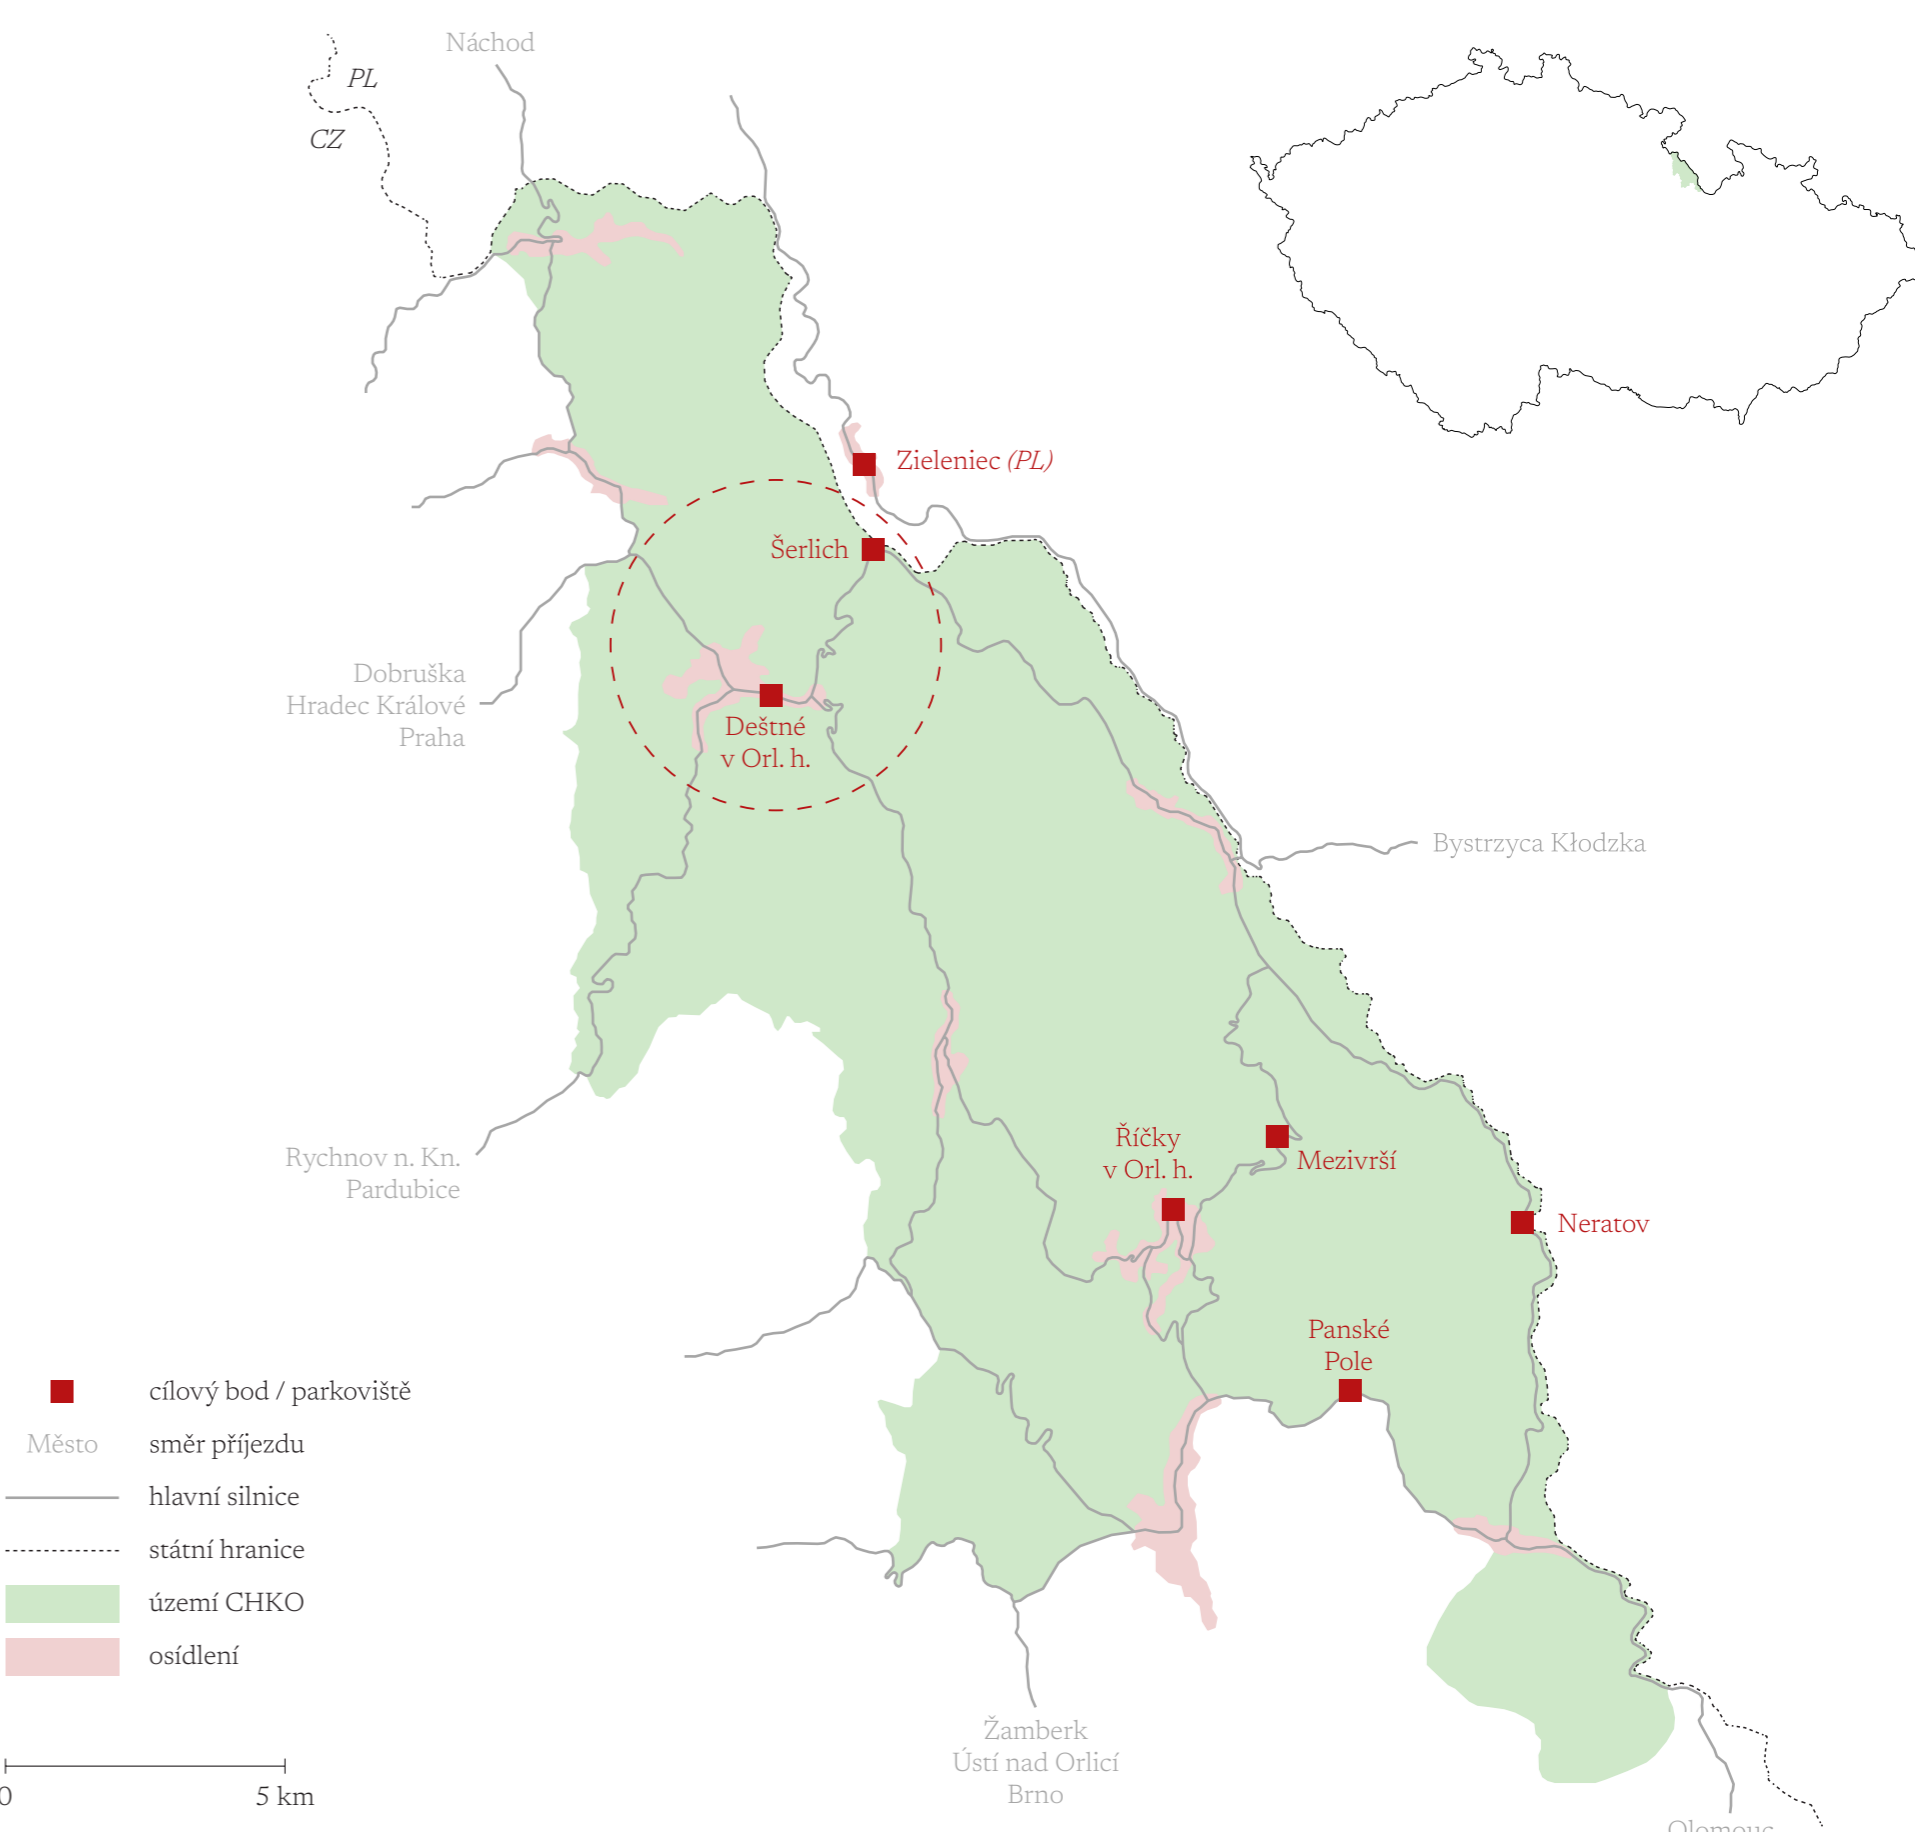 Náchod
PL
CZ
Zieleniec (PL)
Šerlich
Dobruška
Hradec Králové
Praha
Deštné
v Orl. h.
Bystrzyca Kłodzka
Rychnov n. Kn.
Pardubice
Říčky
v Orl. h.
Mezivrší
Neratov
Panské
Pole
cílový bod / parkoviště
Město
směr příjezdu
hlavní silnice
státní hranice
území CHKO
osídlení
0
5 km
Žamberk
Ústí nad Orlicí
Brno
Olomouc